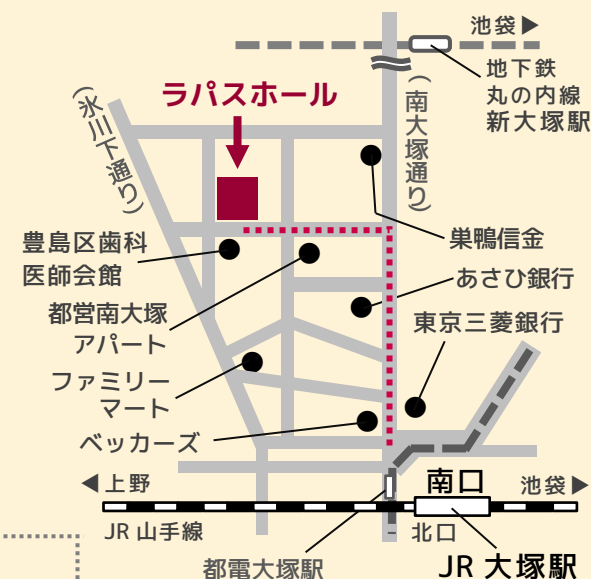 池袋▶
地下鉄
丸の内線
新大塚駅
ラパスホール
(南大塚通り)
(氷川下通り)
巣鴨信金
豊島区歯科
医師会館
あさひ銀行
都営南大塚
アパート
東京三菱銀行
ファミリー
マート
ベッカーズ
◀上野
南口
池袋▶
JR 山手線
北口
都電大塚駅
JR 大塚駅